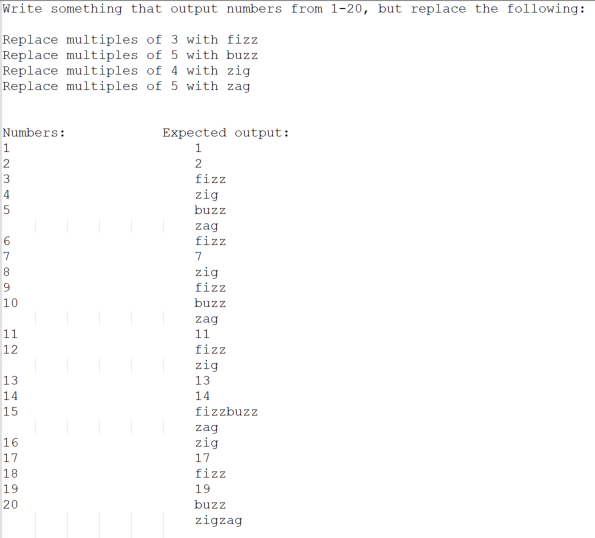 Write something that output numbers from 1-20, but replace the following:
Replace multiples of 3 with fizz
Replace multiples of 5 with buzz
Replace multiples of 4 with zig
Replace multiples of 5 with zag
Numbers: Expected output:
1 1
2 2
3 fizz
4 zig
5 buzz
zag
6 fizz
7 7
8 zig
9 fizz
10 buzz
zag
11 11
12 fizz
zig
13 13
14 14
15 fizzbuzz
zag
16 zig
17 17
18 fizz
19 19
20 buzz
zigzag